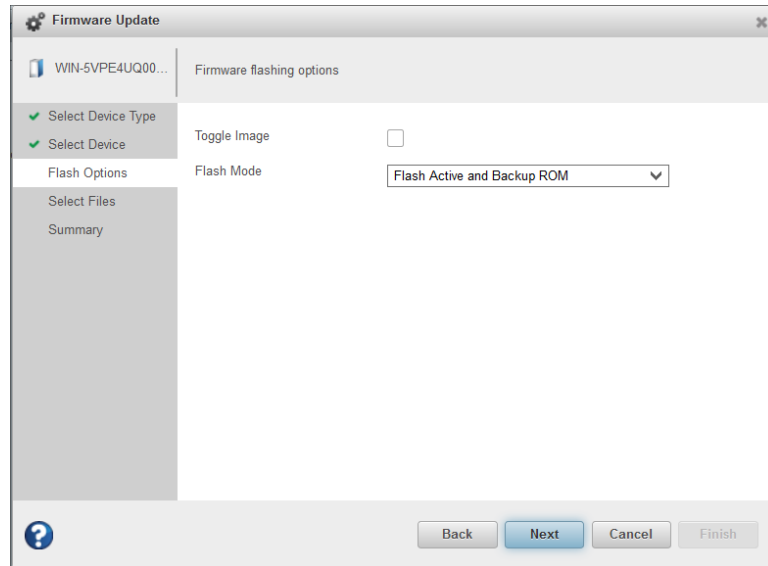 Firmware Update
WIN-5VPE4UQ00...
Firmware flashing options
Select Device Type
Select Device
Flash Options
Select Files
Summary
Toggle Image
Flash Mode
Flash Active and Backup ROM
?
Back
Next
Cancel
Finish